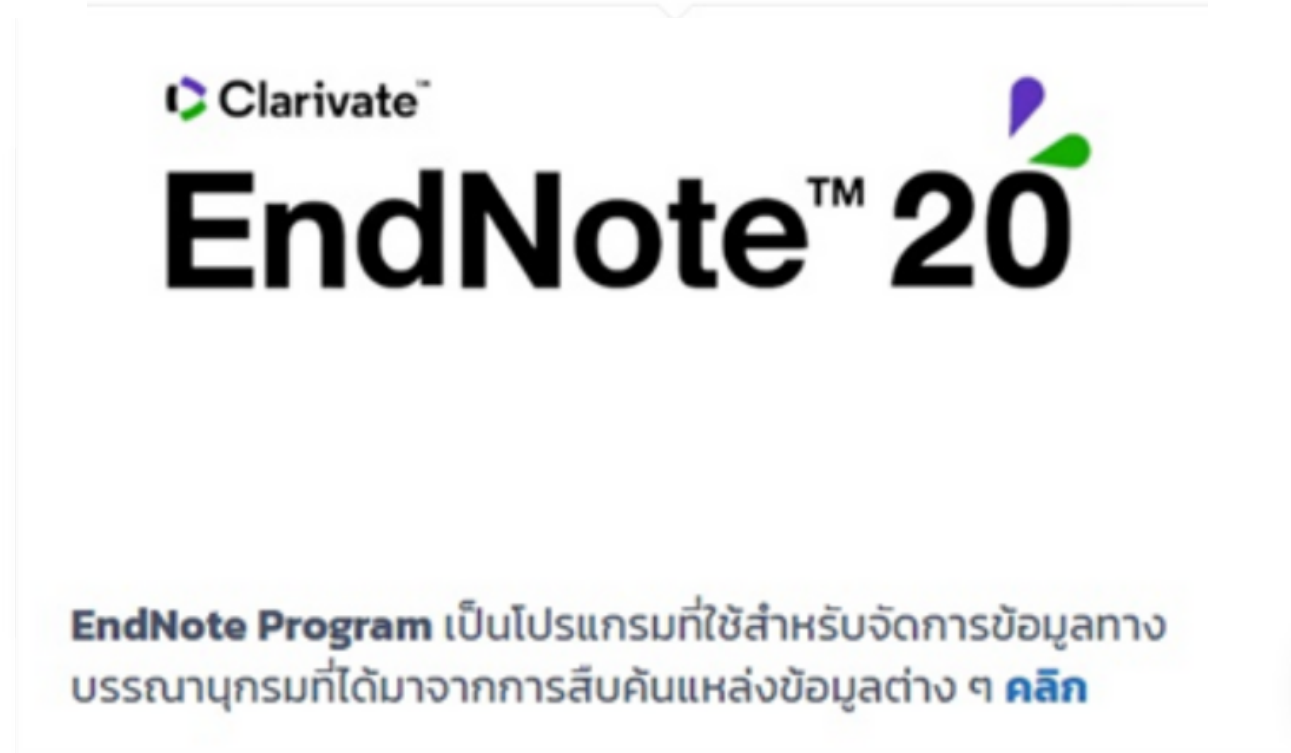 Clarivate™
EndNote™ 20
EndNote Program เป็นโปรแกรมที่ใช้สำหรับจัดการข้อมูลทาง
บรรณานุกรมที่ได้มาจากการสืบค้นแหล่งข้อมูลต่าง ๆ คลิก